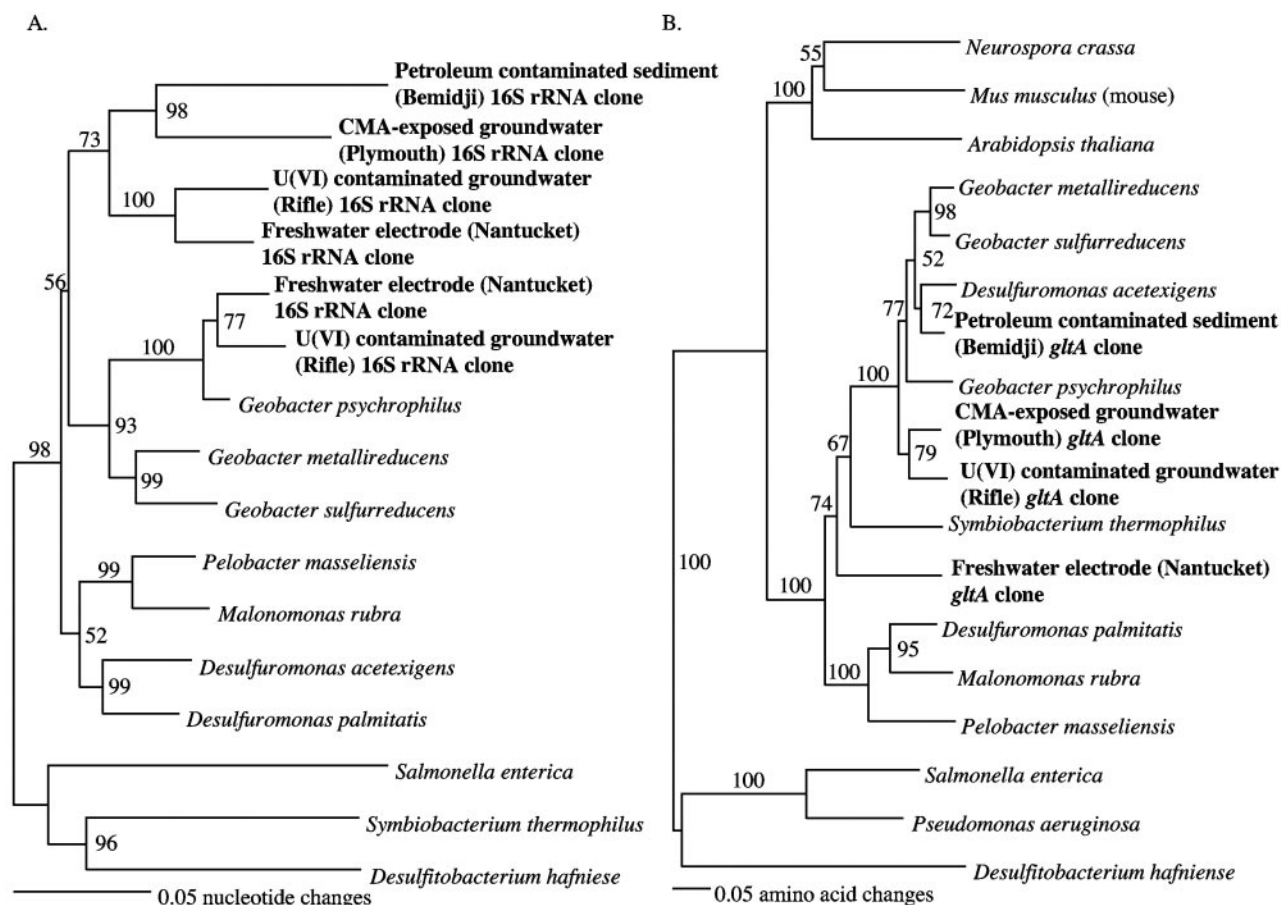 A.
Petroleum contaminated sediment
(Bemidji) 16S rRNA clone
98
CMA-exposed groundwater
(Plymouth) 16S rRNA clone
73
U(VI) contaminated groundwater
(Rifle) 16S rRNA clone
100
Freshwater electrode (Nantucket)
16S rRNA clone
56
Freshwater electrode (Nantucket)
16S rRNA clone
77
U(VI) contaminated groundwater
(Rifle) 16S rRNA clone
100
Geobacter psychrophilus
93
Geobacter metallireducens
99
Geobacter sulfurreducens
98
Pelobacter masseliensis
99
Malonomonas rubra
52
Desulfuromonas acetexigens
99
Desulfuromonas palmitatis
Salmonella enterica
Symbiobacterium thermophilus
96
Desulfitobacterium hafniese
0.05 nucleotide changes
B.
Neurospora crassa
55
Mus musculus (mouse)
100
Arabidopsis thaliana
Geobacter metallireducens
98
Geobacter sulfurreducens
52
Desulfuromonas acetexigens
72
Petroleum contaminated sediment
(Bemidji) gltA clone
77
Geobacter psychrophilus
100
CMA-exposed groundwater
(Plymouth) gltA clone
79
U(VI) contaminated groundwater
(Rifle) gltA clone
67
Symbiobacterium thermophilus
74
Freshwater electrode (Nantucket)
gltA clone
100
100
Desulfuromonas palmitatis
95
Malonomonas rubra
100
Pelobacter masseliensis
Salmonella enterica
100
Pseudomonas aeruginosa
Desulfitobacterium hafniense
0.05 amino acid changes